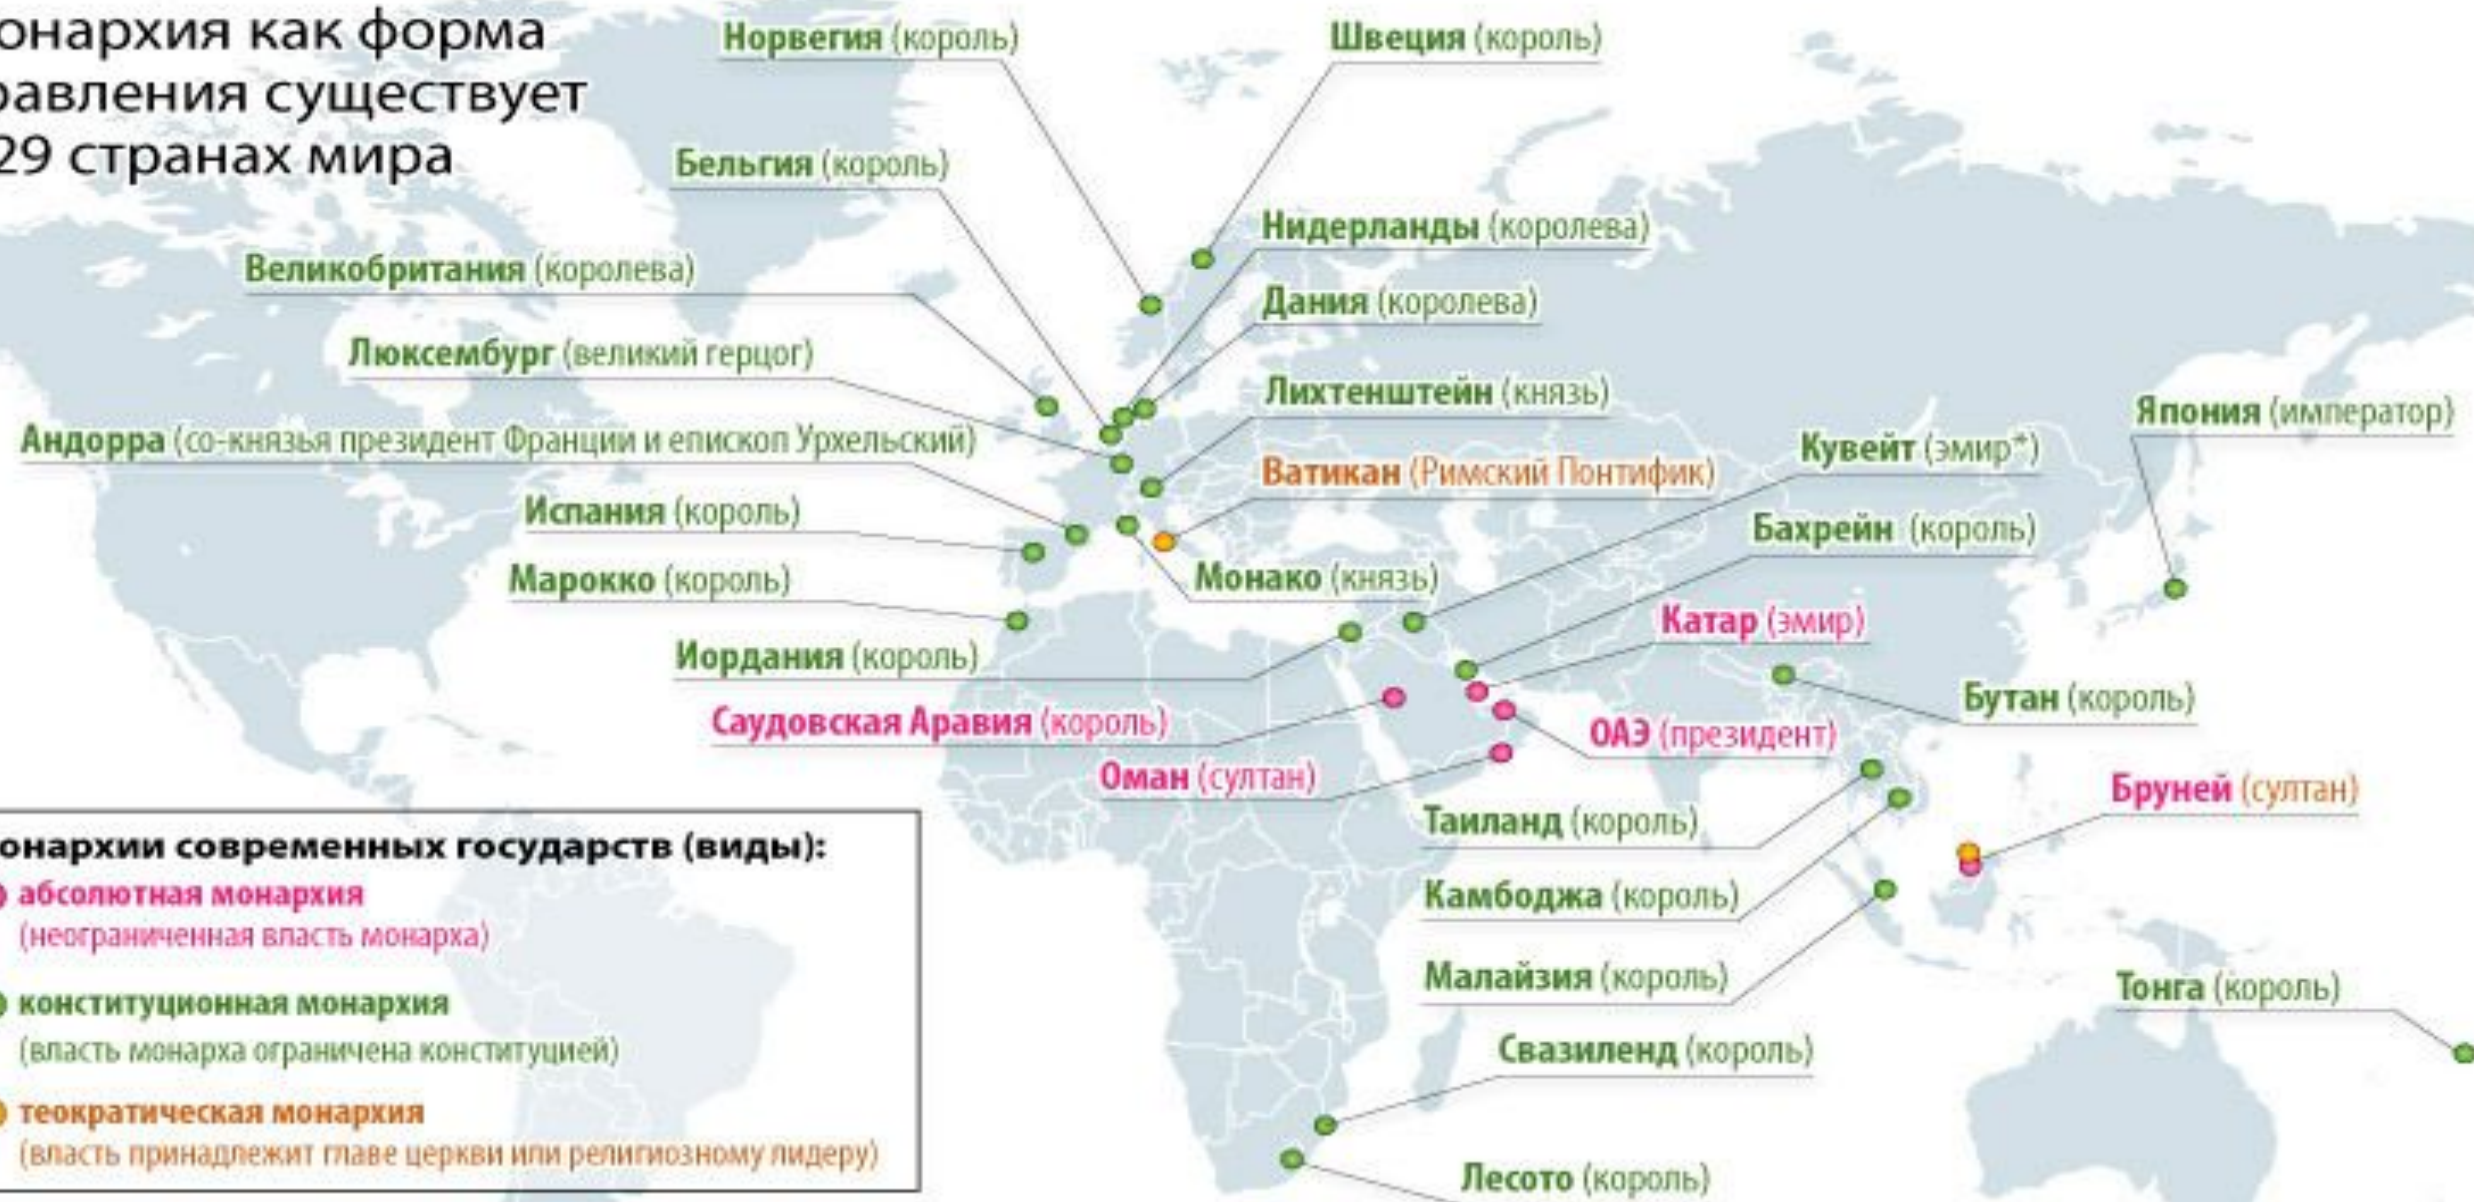 онархия как форма
равления существует
29 странах мира
Норвегия (король)
Швеция (король)
Бельгия (король)
Нидерланды (королева)
Великобритания (королева)
Дания (королева)
Люксембург (великий герцог)
Лихтенштейн (князь)
Япония (император)
Андорра (со-князья президент Франции и епископ Урхельский)
Кувейт (эмир*)
Ватикан (Римский Понтифик)
Испания (король)
Бахрейн (король)
Марокко (король)
Монако (князь)
Катар (эмир)
Иордания (король)
Бутан (король)
Саудовская Аравия (король)
ОАЭ (президент)
Оман (султан)
Бруней (султан)
Таиланд (король)
Камбоджа (король)
Малайзия (король)
Тонга (король)
Свазиленд (король)
Лесото (король)
онархии современных государств (виды):
абсолютная монархия
(неограниченная власть монарха)
конституционная монархия
(власть монарха ограничена конституцией)
теократическая монархия
(власть принадлежит главе церкви или религиозному лидеру)